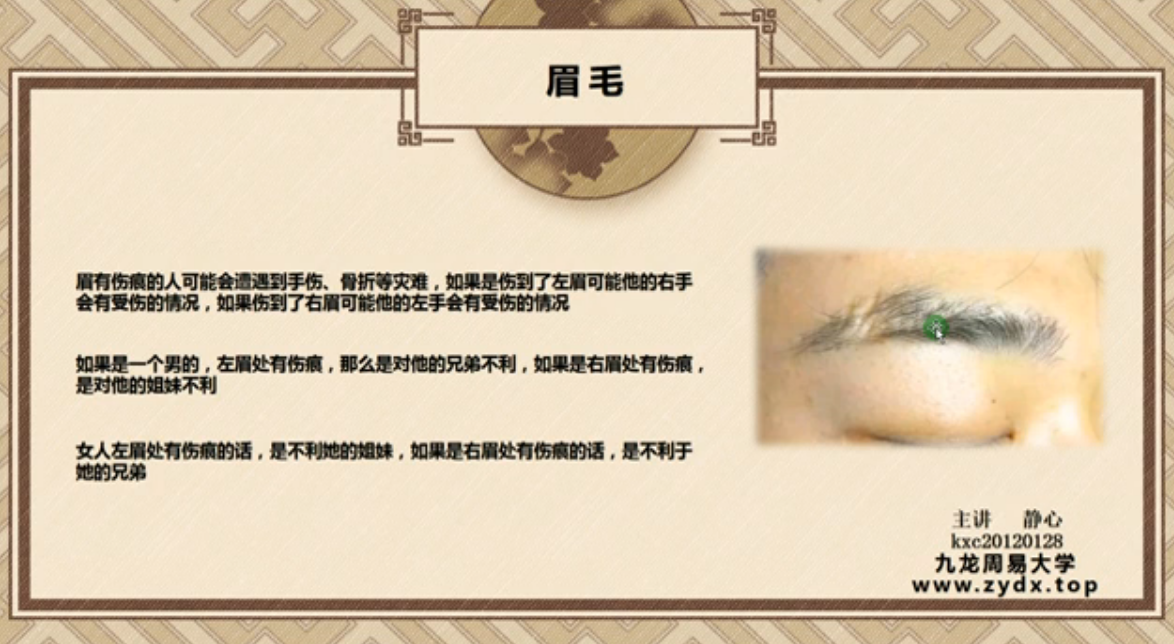 眉毛
眉有伤痕的人可能会遭遇到手伤、骨折等灾难，如果是伤到了左眉可能他的右手
会有受伤的情况，如果伤到了右眉可能他的左手会有受伤的情况
如果是一个男的，左眉处有伤痕，那么是对他的兄弟不利，如果是右眉处有伤痕，
是对他的姐妹不利
女人左眉处有伤痕的话，是不利她的姐妹，如果是右眉处有伤痕的话，是不利于
她的兄弟
主讲 静心
kxc20120128
九龙周易大学
www.zydx.top